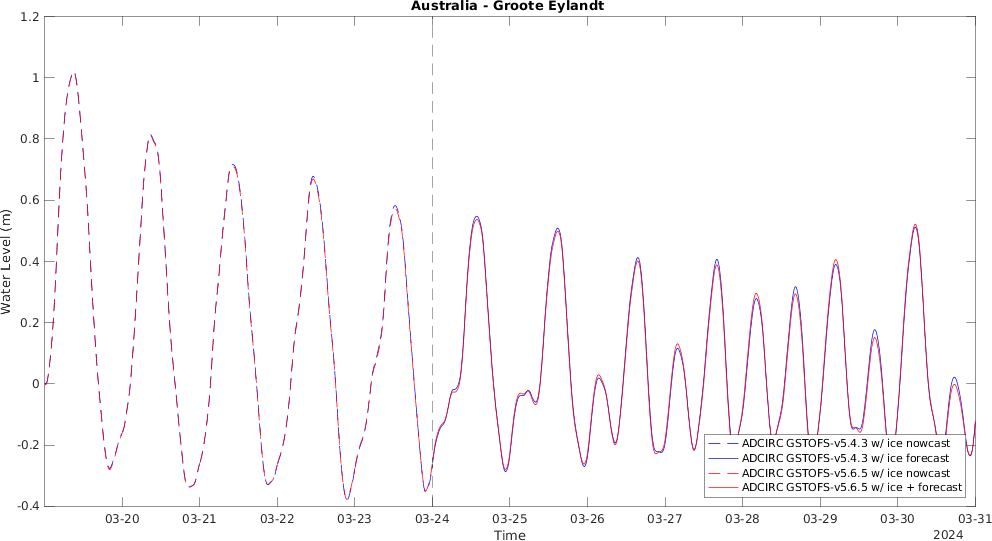 Australia - Groote Eylandt
1.2
1
0.8
0.6
0.4
0.2
0
-0.2
-0.4
Water Level (m)
ADCIRC GSTOFS-v5.4.3 w/ ice nowcast
ADCIRC GSTOFS-v5.4.3 w/ ice forecast
ADCIRC GSTOFS-v5.6.5 w/ ice nowcast
ADCIRC GSTOFS-v5.6.5 w/ ice + forecast
03-20 03-21 03-22 03-23 03-24 03-25 03-26 03-27 03-28 03-29 03-30 03-31
Time
2024